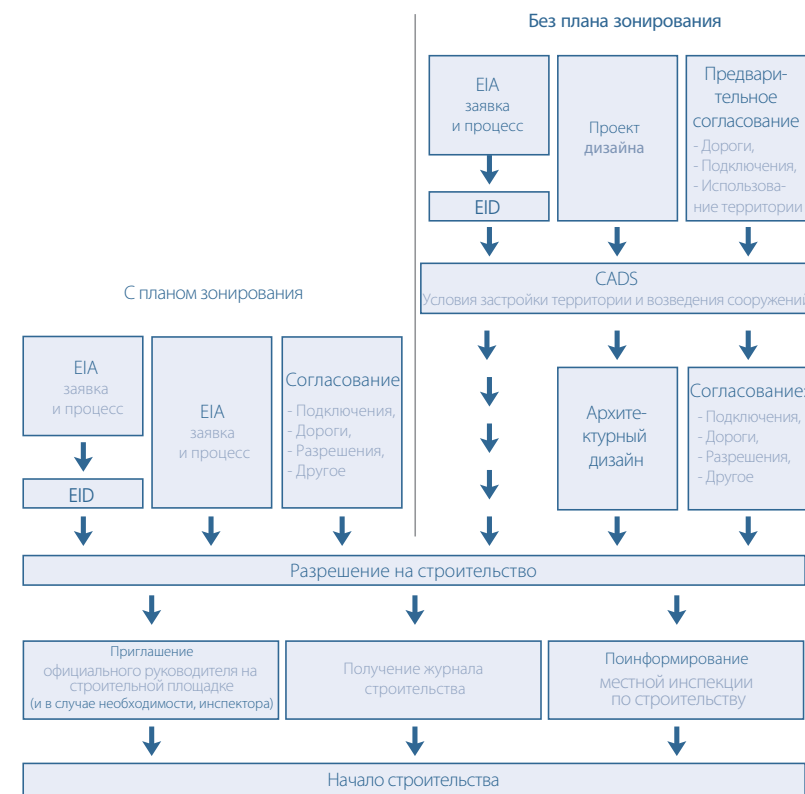 Без плана зонирования
EIA
заявка
и процесс
EID
Проект
дизайна
Предвари-
тельное
согласование
- Дороги,
- Подключения,
- Использова-
ние территории
CADS
Условия застройки территории и возведения сооружений
Архите-
ктурный
дизайн
Согласование:
- Подключения,
- Дороги,
- Разрешения,
- Другое
С планом зонирования
EIA
заявка
и процесс
EID
EIA
заявка
и процесс
Согласование
- Подключения,
- Дороги,
- Разрешения,
- Другое
Разрешение на строительство
Приглашение
официального руководителя на
строительной площадке
(и в случае необходимости, инспектора)
Получение журнала
строительства
Поинформирование
местной инспекции
по строительству
Начало строительства